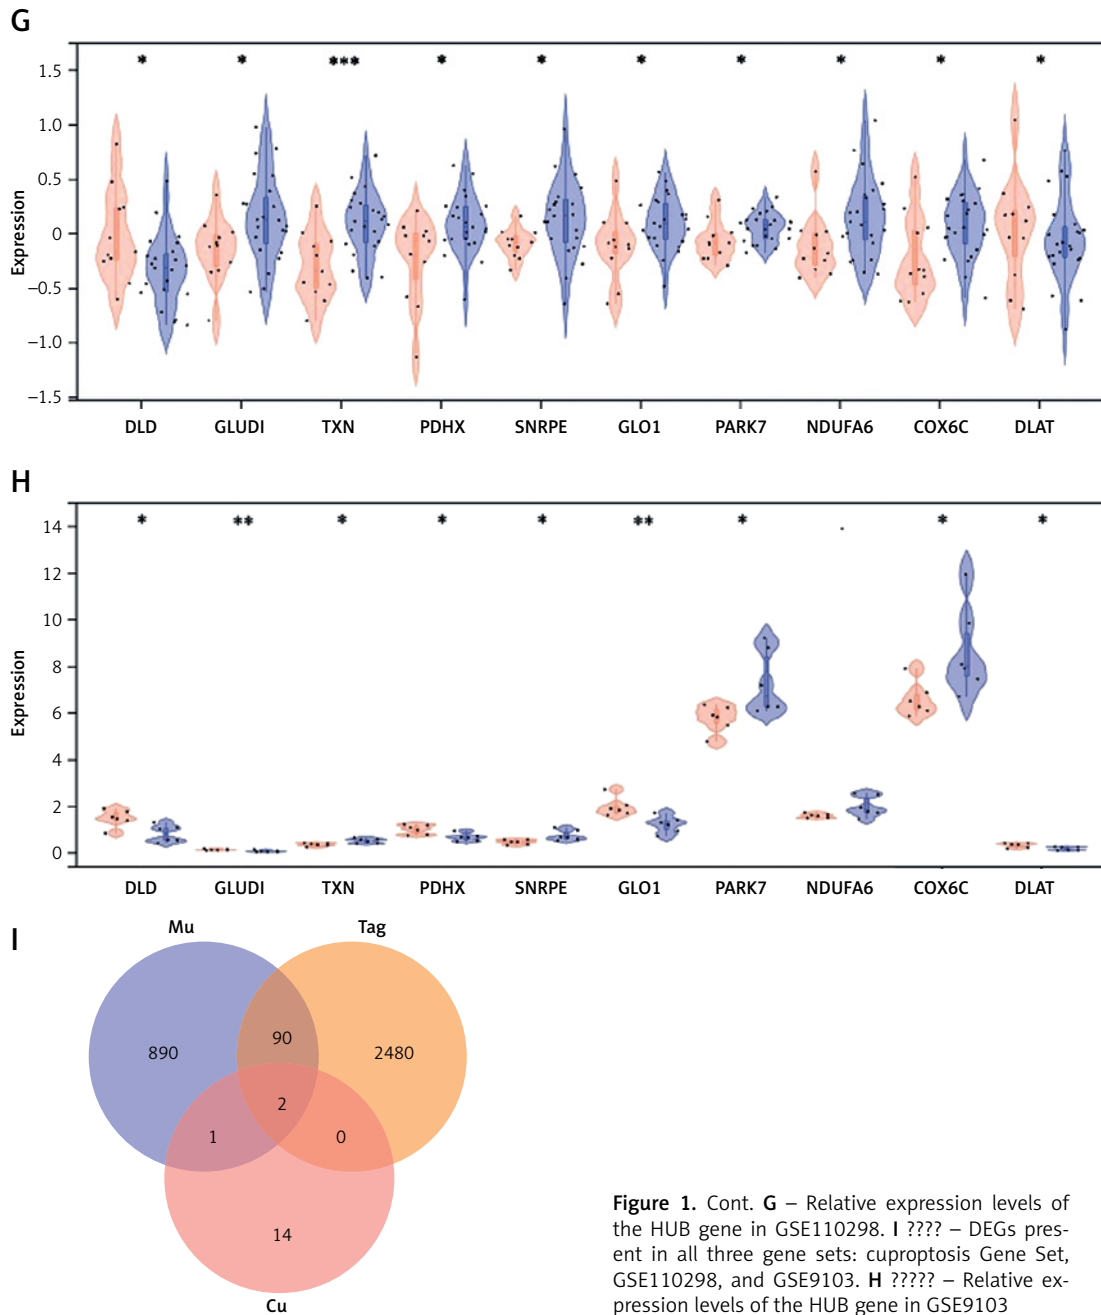 G
* * *** * * * * * * *
1.5
1.0
0.5
0
−0.5
−1.0
−1.5
Expression
DLD GLUDI TXN PDHX SNRPE GLO1 PARK7 NDUFA6 COX6C DLAT
H
* ** * * * ** * . * *
14
12
10
8
6
4
2
0
Expression
DLD GLUDI TXN PDHX SNRPE GLO1 PARK7 NDUFA6 COX6C DLAT
I
Mu Tag
890 90 2480
2
1 0
14
Cu
Figure 1. Cont. G – Relative expression levels of
the HUB gene in GSE110298. I ???? – DEGs pres-
ent in all three gene sets: cuproptosis Gene Set,
GSE110298, and GSE9103. H ????? – Relative ex-
pression levels of the HUB gene in GSE9103